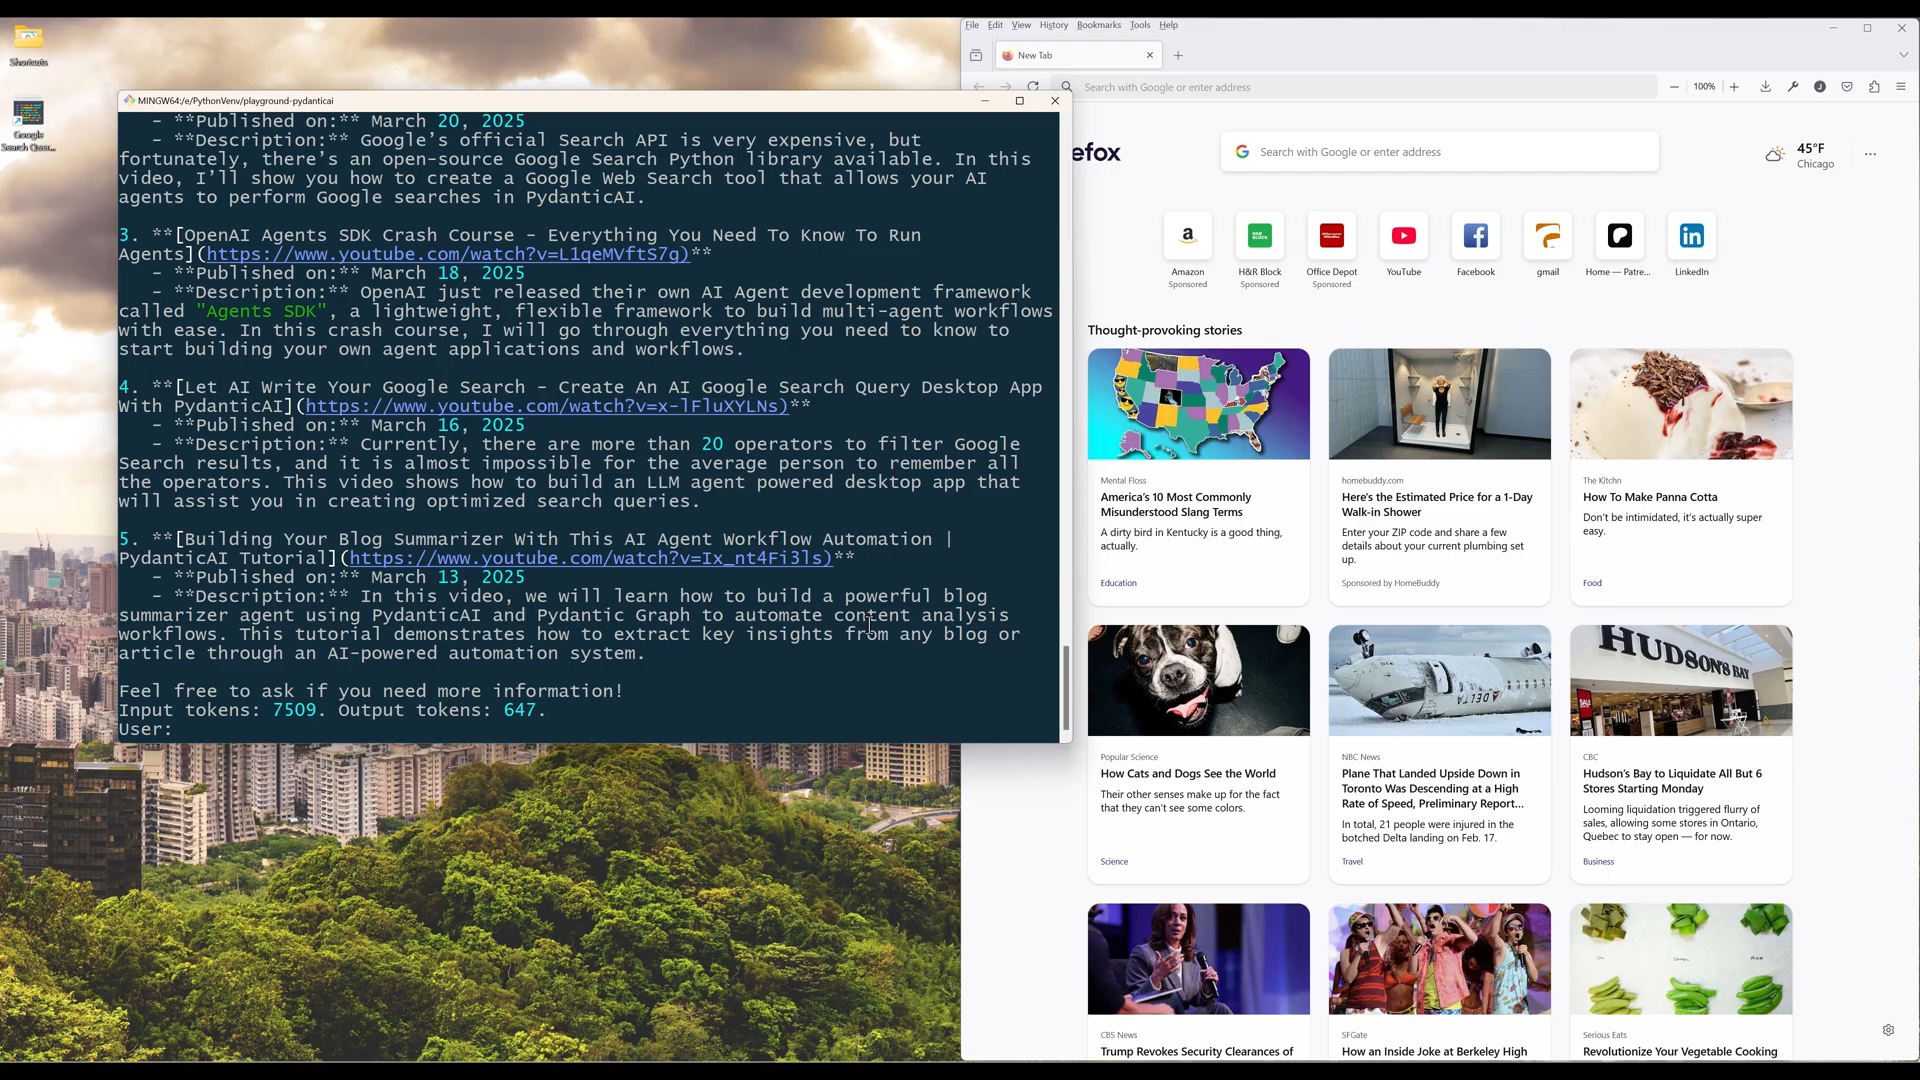 Shortcuts
Google
Search Quer...
MINGW64:/e/PythonVenv/playground-pydanticai
- **Published on:** March 20, 2025
- **Description:** Google's official Search API is very expensive, but
fortunately, there's an open-source Google Search Python library available. In this
video, I'll show you how to create a Google Web Search tool that allows your AI
agents to perform Google searches in PydanticAI.
3. **[OpenAI Agents SDK Crash Course - Everything You Need To Know To Run
Agents](https://www.youtube.com/watch?v=L1qeMVftS7g)**
- **Published on:** March 18, 2025
- **Description:** OpenAI just released their own AI Agent development framework
called "Agents SDK", a lightweight, flexible framework to build multi-agent workflows
with ease. In this crash course, I will go through everything you need to know to
start building your own agent applications and workflows.
4. **[Let AI Write Your Google Search - Create An AI Google Search Query Desktop App
With PydanticAI](https://www.youtube.com/watch?v=x-lFluXYLNs)**
- **Published on:** March 16, 2025
- **Description:** Currently, there are more than 20 operators to filter Google
Search results, and it is almost impossible for the average person to remember all
the operators. This video shows how to build an LLM agent powered desktop app that
will assist you in creating optimized search queries.
5. **[Building Your Blog Summarizer With This AI Agent Workflow Automation |
PydanticAI Tutorial](https://www.youtube.com/watch?v=Ix_nt4Fi3ls)**
- **Published on:** March 13, 2025
- **Description:** In this video, we will learn how to build a powerful blog
summarizer agent using PydanticAI and Pydantic Graph to automate content analysis
workflows. This tutorial demonstrates how to extract key insights from any blog or
article through an AI-powered automation system.
Feel free to ask if you need more information!
Input tokens: 7509. Output tokens: 647.
User:
File Edit View History Bookmarks Tools Help
New Tab
Search with Google or enter address
100%
efox
Search with Google or enter address
45°F
Chicago
Amazon
Sponsored
H&R Block
Sponsored
Office Depot
Sponsored
YouTube
Facebook
gmail
Home — Patre...
LinkedIn
Thought-provoking stories
Mental Floss
America's 10 Most Commonly
Misunderstood Slang Terms
A dirty bird in Kentucky is a good thing,
actually.
Education
homebuddy.com
Here's the Estimated Price for a 1-Day
Walk-in Shower
Enter your ZIP code and share a few
details about your current plumbing set
up.
Sponsored by HomeBuddy
The Kitchn
How To Make Panna Cotta
Don't be intimidated, it's actually super
easy.
Food
Popular Science
How Cats and Dogs See the World
Their other senses make up for the fact
that they can't see some colors.
Science
DELTA
NBC News
Plane That Landed Upside Down in
Toronto Was Descending at a High
Rate of Speed, Preliminary Report...
In total, 21 people were injured in the
botched Delta landing on Feb. 17.
Travel
HUDSON'S BAY
SALE
CBC
Hudson's Bay to Liquidate All But 6
Stores Starting Monday
Looming liquidation triggered flurry of
sales, allowing some stores in Ontario,
Quebec to stay open — for now.
Business
CBS News
Trump Revokes Security Clearances of
SFGate
How an Inside Joke at Berkeley High
Serious Eats
Revolutionize Your Vegetable Cooking